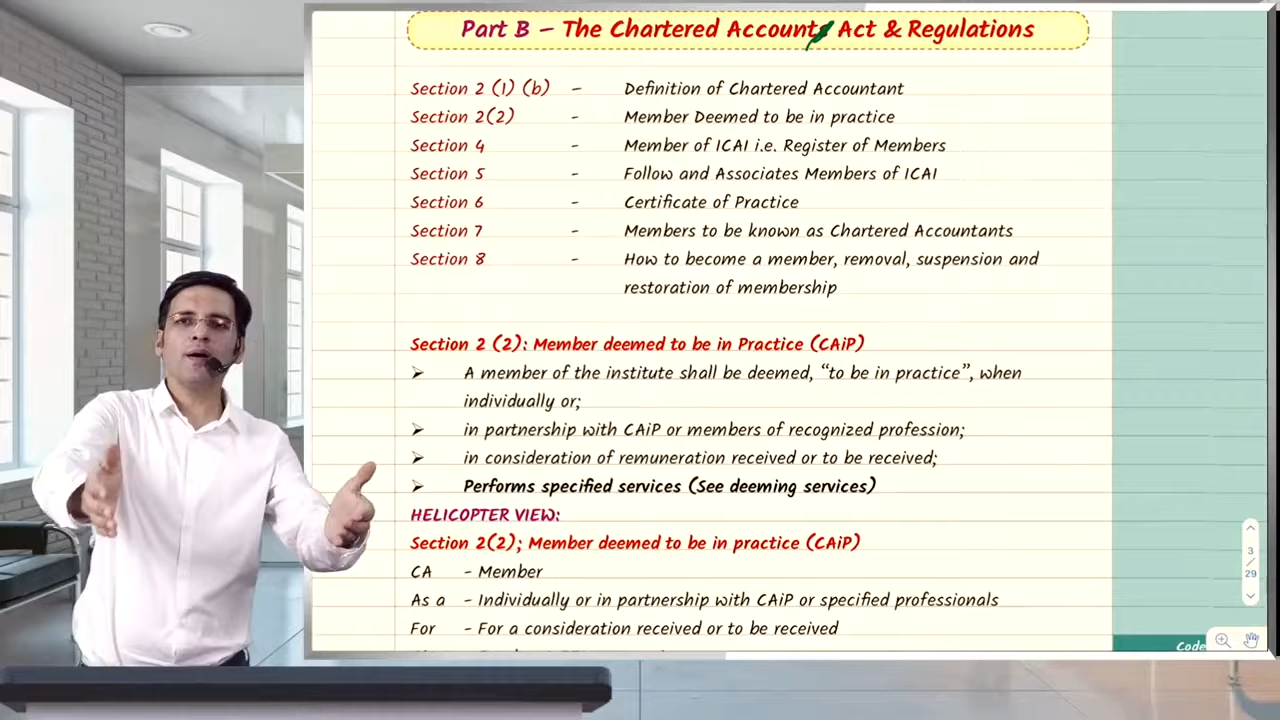 Part B – The Chartered Accounts Act & Regulations
Section 2 (1) (b) – Definition of Chartered Accountant
Section 2(2) - Member Deemed to be in practice
Section 4 - Member of ICAI i.e. Register of Members
Section 5 - Follow and Associates Members of ICAI
Section 6 - Certificate of Practice
Section 7 - Members to be known as Chartered Accountants
Section 8 - How to become a member, removal, suspension and
restoration of membership
Section 2 (2): Member deemed to be in Practice (CAiP)
➢ A member of the institute shall be deemed, “to be in practice”, when
individually or;
➢ in partnership with CAiP or members of recognized profession;
➢ in consideration of remuneration received or to be received;
➢ Performs specified services (See deeming services)
HELICOPTER VIEW:
Section 2(2); Member deemed to be in practice (CAiP)
CA - Member
As a - Individually or in partnership with CAiP or specified professionals
For - For a consideration received or to be received
3
/
29
Code